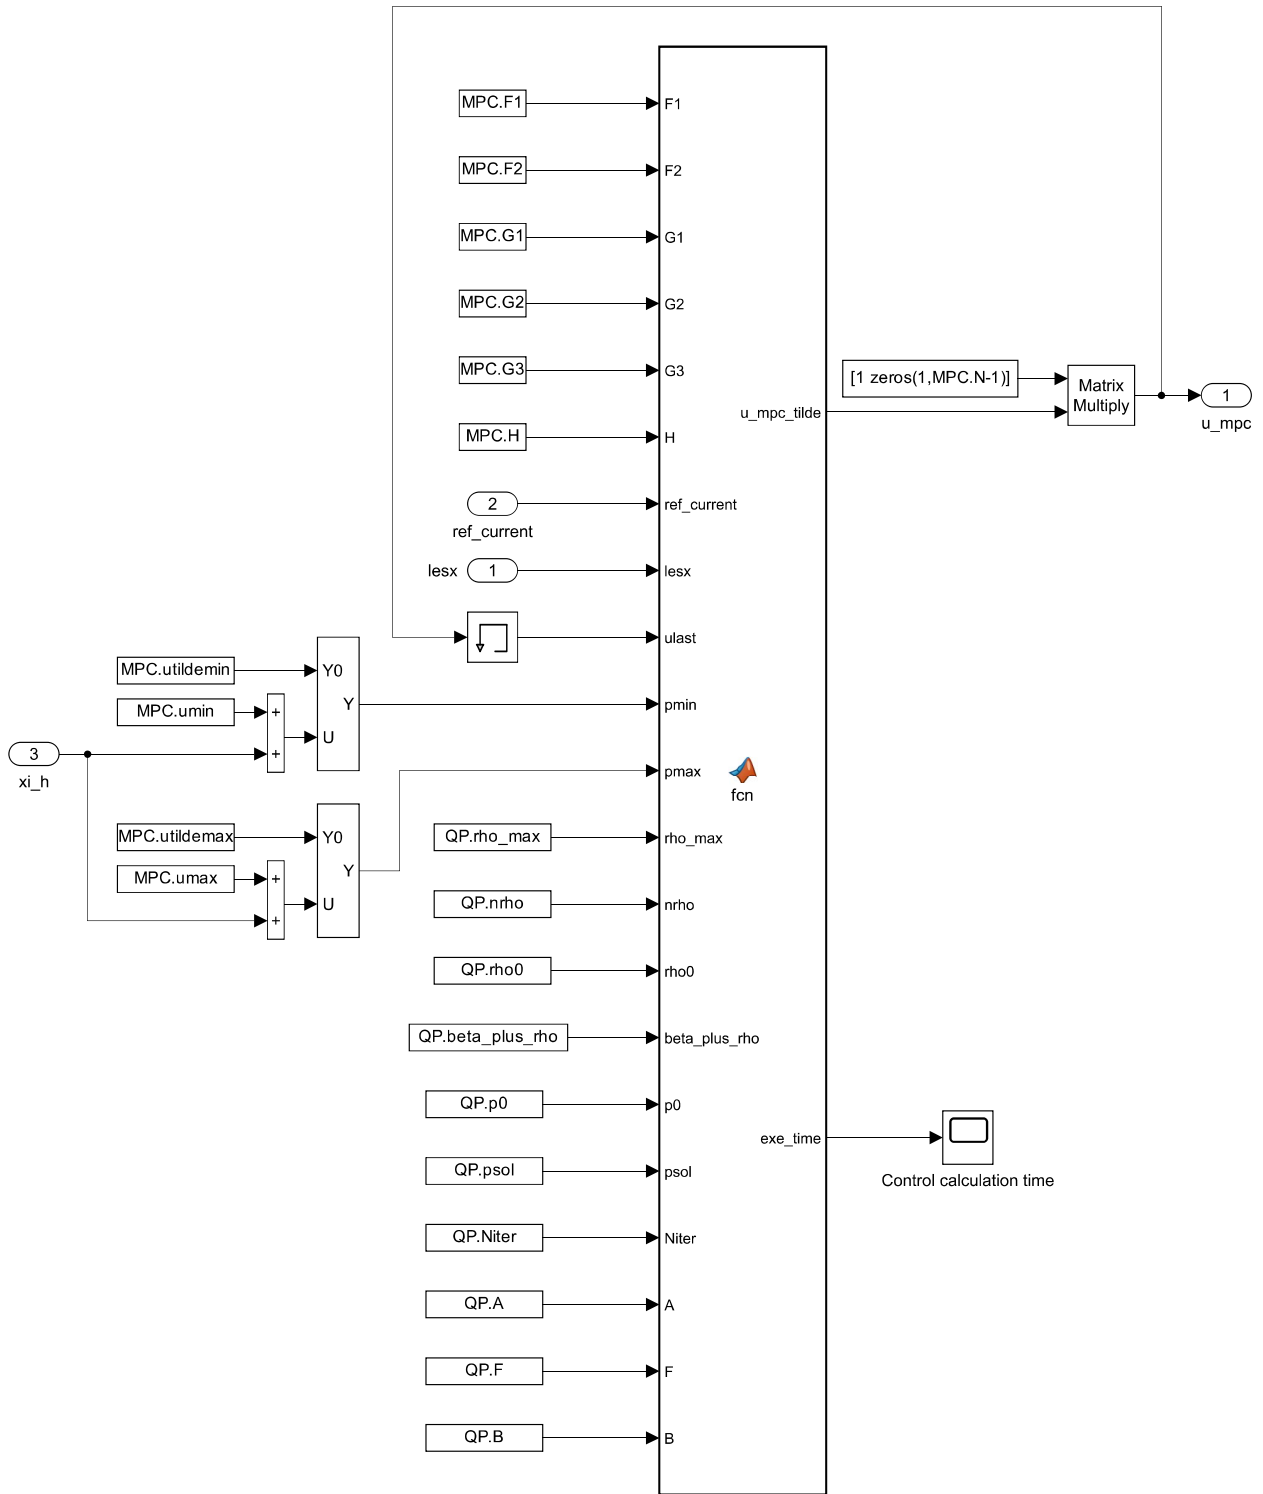 MPC.F1
F1
MPC.F2
F2
MPC.G1
G1
MPC.G2
G2
MPC.G3
G3
[1 zeros(1,MPC.N-1)]
Matrix
Multiply
1
u_mpc
u_mpc_tilde
MPC.H
H
2
ref_current
ref_current
lesx
1
lesx
ulast
MPC.utildemin
Y0
MPC.umin
+
Y
pmin
U
+
3
xi_h
pmax
fcn
MPC.utildemax
Y0
QP.rho_max
rho_max
MPC.umax
+
Y
U
+
QP.nrho
nrho
QP.rho0
rho0
QP.beta_plus_rho
beta_plus_rho
QP.p0
p0
exe_time
Control calculation time
QP.psol
psol
QP.Niter
Niter
QP.A
A
QP.F
F
QP.B
B